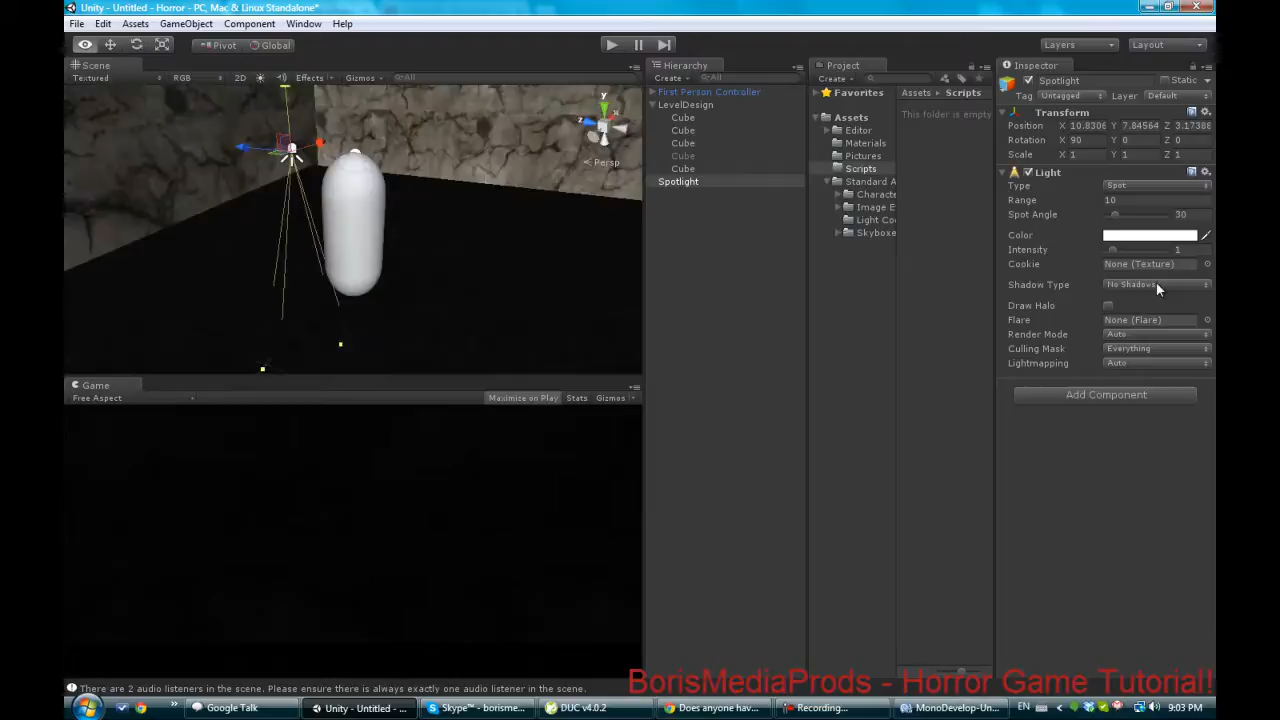 Unity - Untitled - Horror - PC, Mac & Linux Standalone*
File Edit Assets GameObject Component Window Help
Pivot Global Layers Layout
Scene
Textured RGB 2D Effects Gizmos All
y
z
x
Persp
Game
Free Aspect Maximize on Play Stats Gizmos
Hierarchy
Create All
First Person Controller
LevelDesign
Cube
Cube
Cube
Cube
Cube
Spotlight
Project
Create
Favorites
Assets
Editor
Materials
Pictures
Scripts
Standard A
Characte
Image E
Light Co
Skyboxe
Assets Scripts
This folder is empty
Inspector
Spotlight Static
Tag Untagged Layer Default
Transform
Position X 10.8306 Y 7.84564 Z 3.17388
Rotation X 90 Y 0 Z 0
Scale X 1 Y 1 Z 1
Light
Type Spot
Range 10
Spot Angle 30
Color
Intensity 1
Cookie None (Texture)
Shadow Type No Shadows
Draw Halo
Flare None (Flare)
Render Mode Auto
Culling Mask Everything
Lightmapping Auto
Add Component
There are 2 audio listeners in the scene. Please ensure there is always exactly one audio listener in the scene.
BorisMediaProds - Horror Game Tutorial!
Google Talk Unity - Untitled - ... Skype™ - borisme... DUC v4.0.2 Does anyone hav... Recording... MonoDevelop-Un... EN 9:03 PM